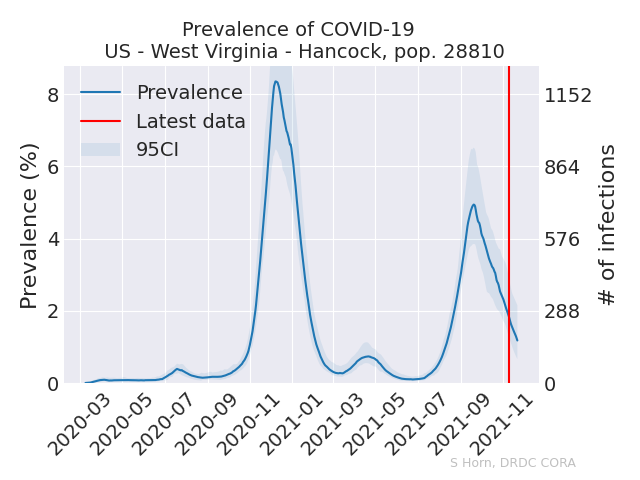 Prevalence of COVID-19
US - West Virginia - Hancock, pop. 28810
Prevalence
Latest data
95CI
Prevalence (%)
8
6
4
2
0
1152
864
576
288
0
# of infections
2020-03
2020-05
2020-07
2020-09
2020-11
2021-01
2021-03
2021-05
2021-07
2021-09
2021-11
S Horn, DRDC CORA